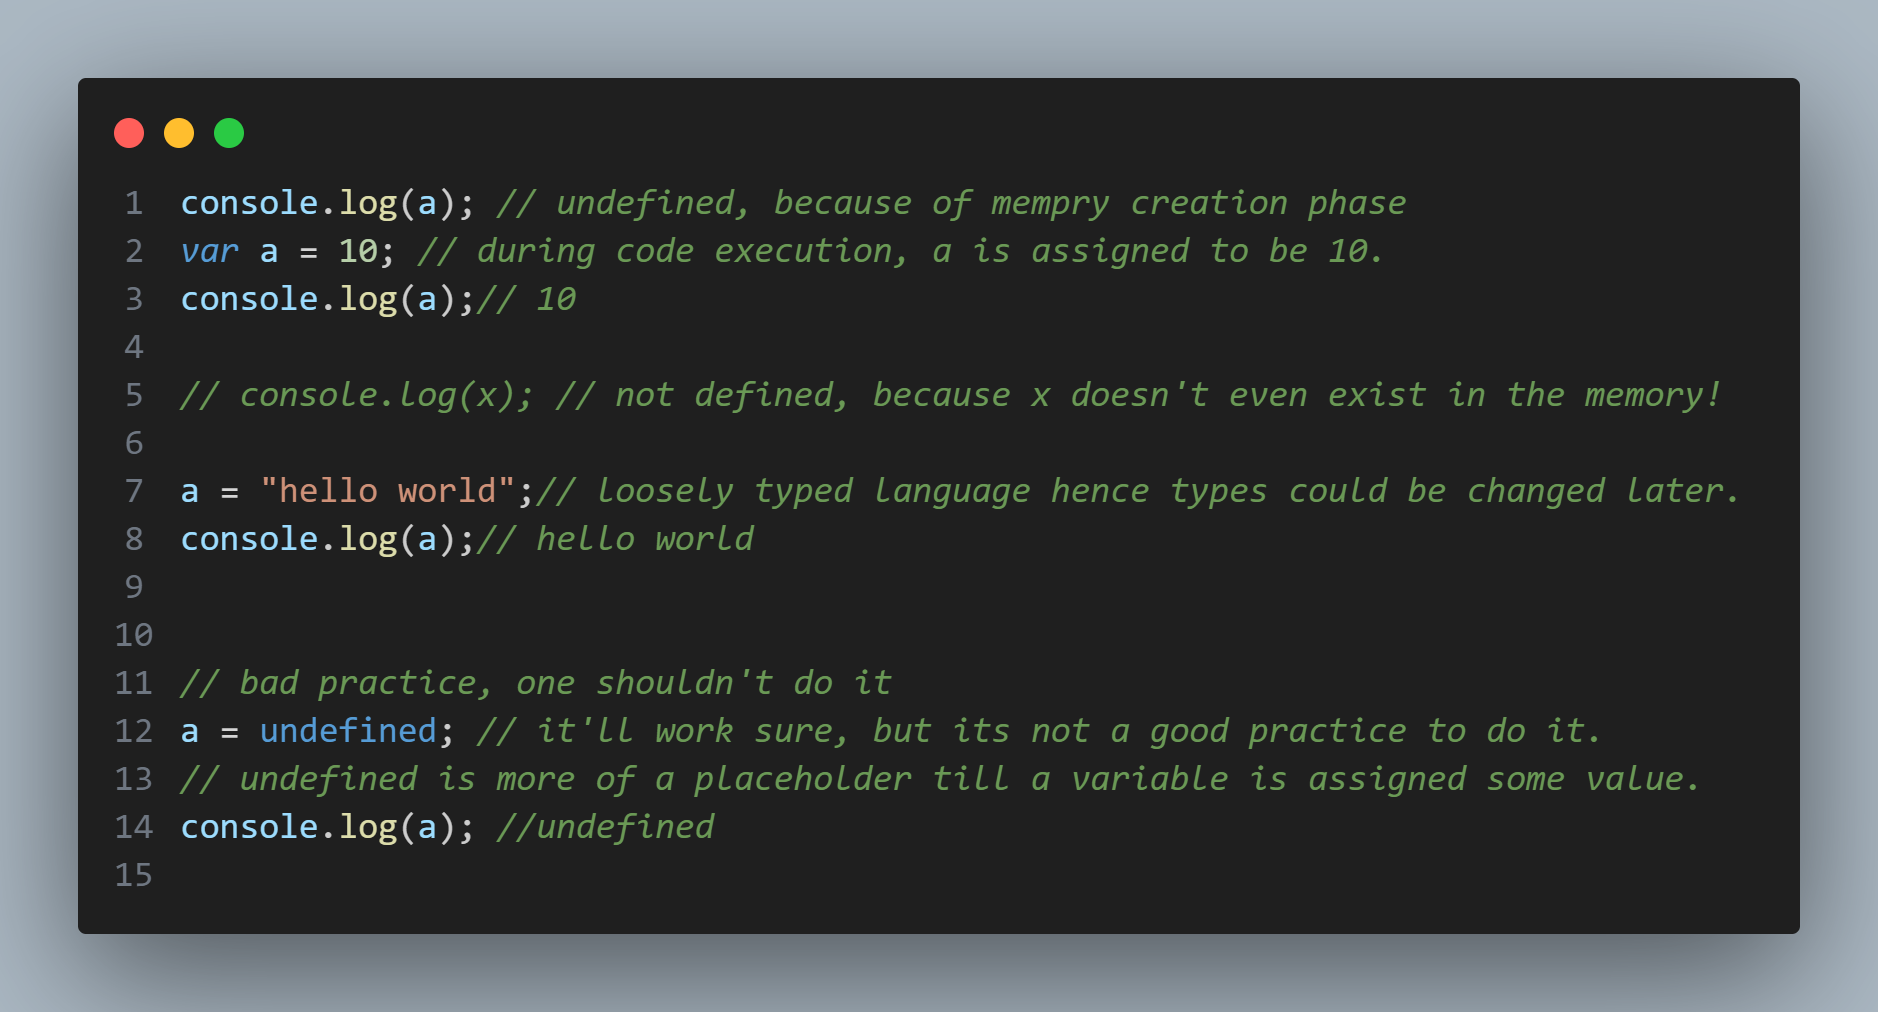 1 console.log(a); // undefined, because of mempry creation phase
2 var a = 10; // during code execution, a is assigned to be 10.
3 console.log(a);// 10
4
5 // console.log(x); // not defined, because x doesn't even exist in the memory!
6
7 a = "hello world";// loosely typed language hence types could be changed later.
8 console.log(a);// hello world
9
10
11 // bad practice, one shouldn't do it
12 a = undefined; // it'll work sure, but its not a good practice to do it.
13 // undefined is more of a placeholder till a variable is assigned some value.
14 console.log(a); //undefined
15